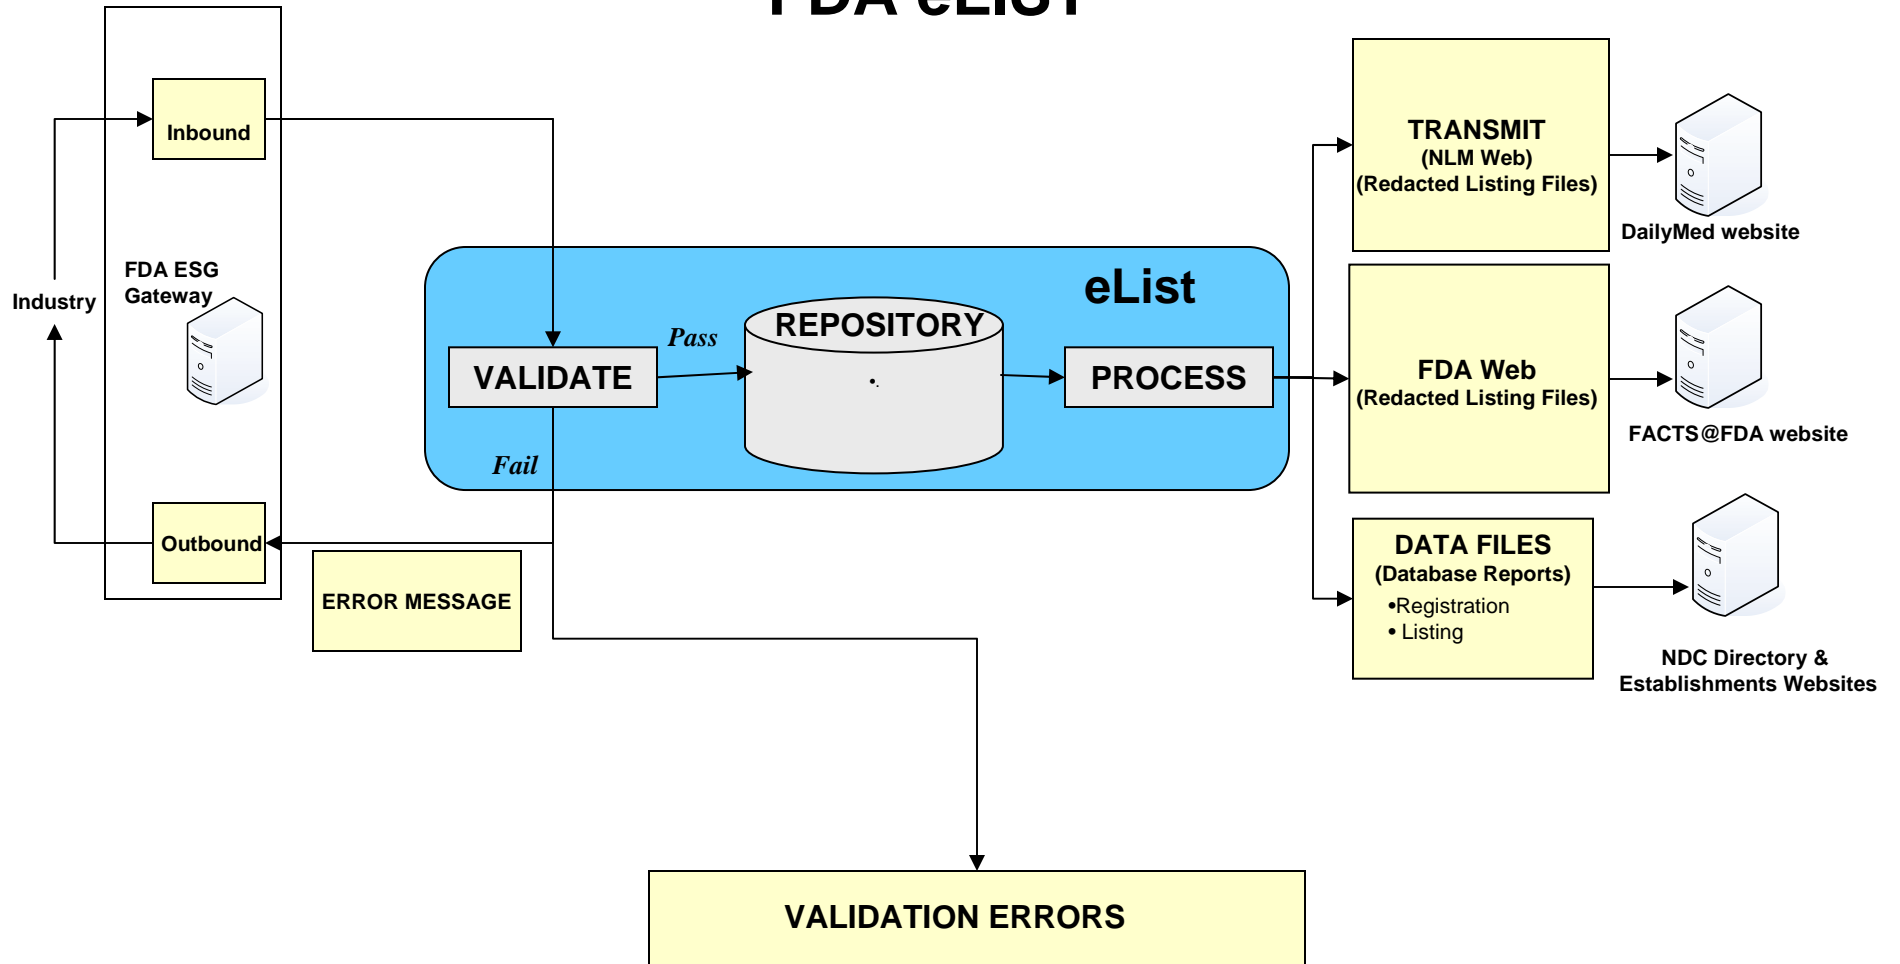 FDA eLIST
Inbound
FDA ESG
Gateway
Industry
Outbound
ERROR MESSAGE
eList
VALIDATE
Pass
Fail
REPOSITORY
•.
PROCESS
TRANSMIT
(NLM Web)
(Redacted Listing Files)
DailyMed website
FDA Web
(Redacted Listing Files)
FACTS@FDA website
DATA FILES
(Database Reports)
•Registration
• Listing
NDC Directory &
Establishments Websites
VALIDATION ERRORS